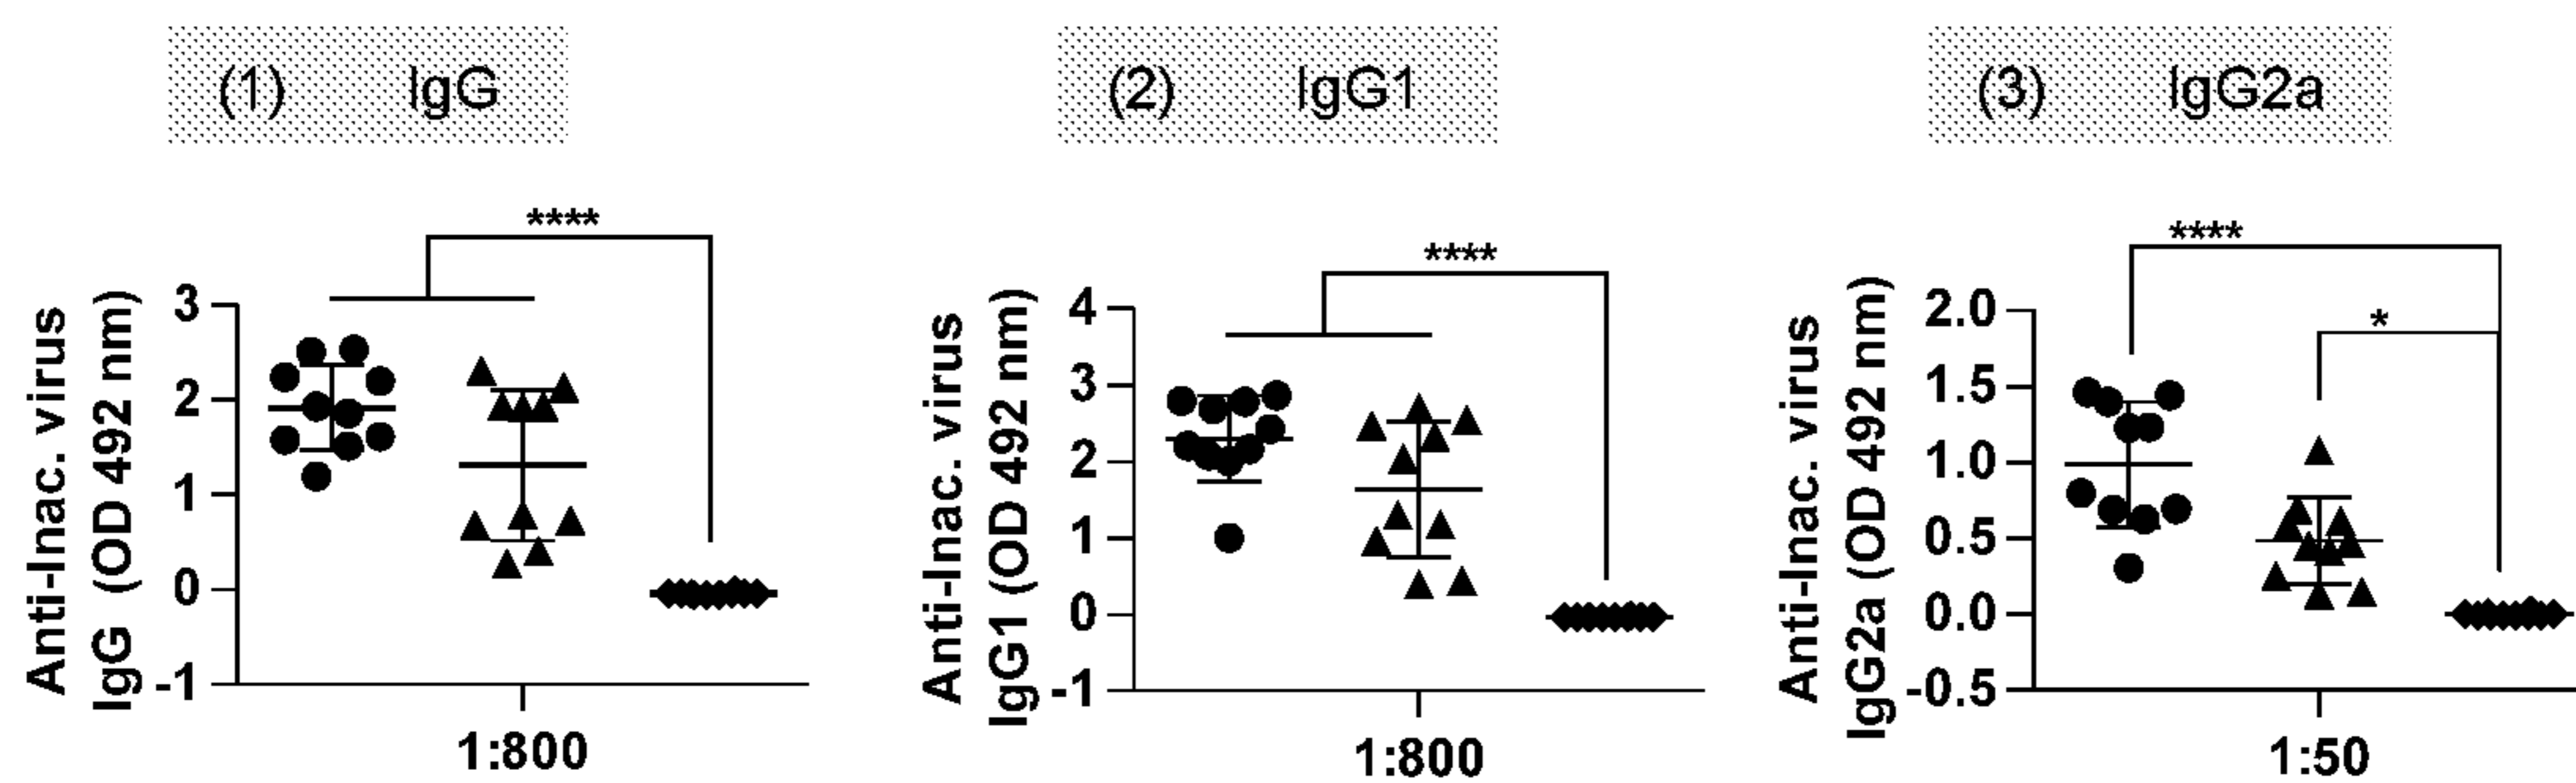 (1) IgG
(2) IgG1
(3) IgG2a
****
Anti-Inac. virus
IgG (OD 492 nm)
3
2
1
0
-1
1:800
****
Anti-Inac. virus
IgG1 (OD 492 nm)
4
3
2
1
0
-1
1:800
****
*
Anti-Inac. virus
IgG2a (OD 492 nm)
2.0
1.5
1.0
0.5
0.0
-0.5
1:50